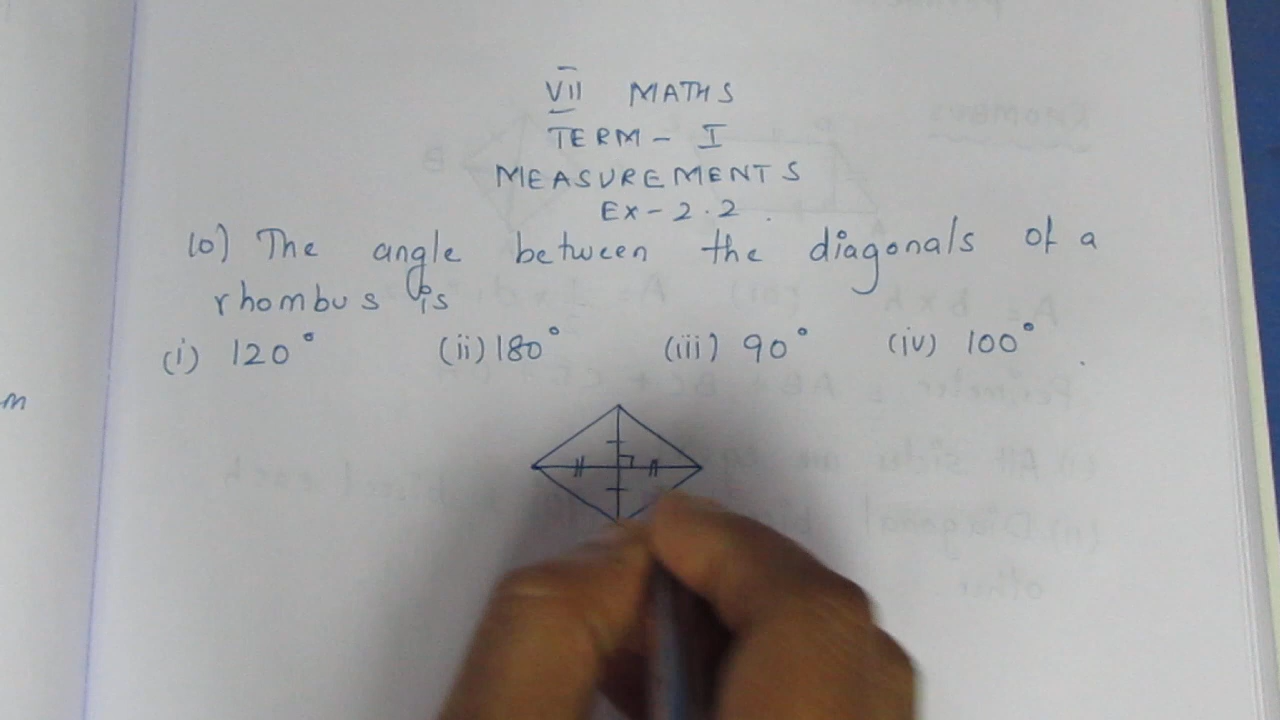 VII MATHS
TERM - I
MEASUREMENTS
EX - 2.2.
10) The angle between the diagonals of a
rhombus is
(i) 120° (ii) 180° (iii) 90° (iv) 100°.
m